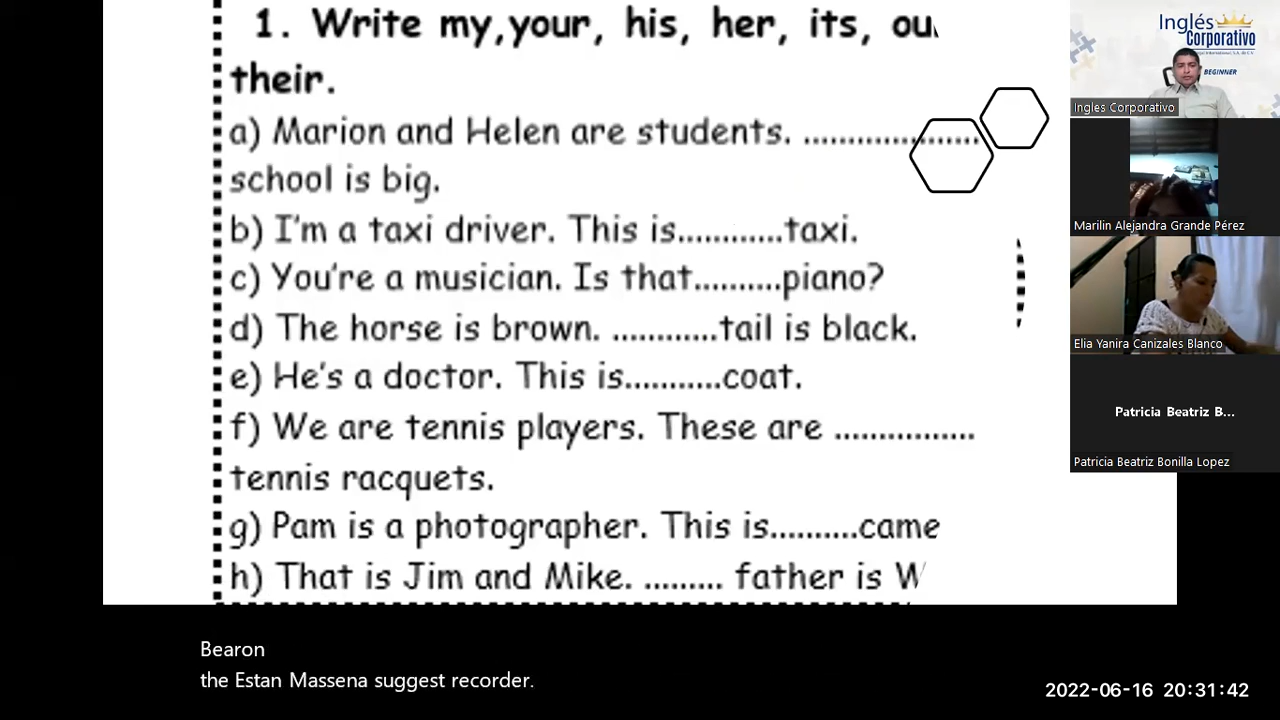 1. Write my,your, his, her, its, ou
their.
a) Marion and Helen are students. ....................
school is big.
b) I'm a taxi driver. This is............taxi.
c) You're a musician. Is that..........piano?
d) The horse is brown. ............tail is black.
e) He's a doctor. This is...........coat.
f) We are tennis players. These are ................
tennis racquets.
g) Pam is a photographer. This is..........came
h) That is Jim and Mike. ......... father is W
Bearon
the Estan Massena suggest recorder.
Inglés
Corporativo
BEGINNER
Ingles Corporativo
Marilin Alejandra Grande Pérez
Elia Yanira Canizales Blanco
Patricia Beatriz B...
Patricia Beatriz Bonilla Lopez
2022-06-16 20:31:42